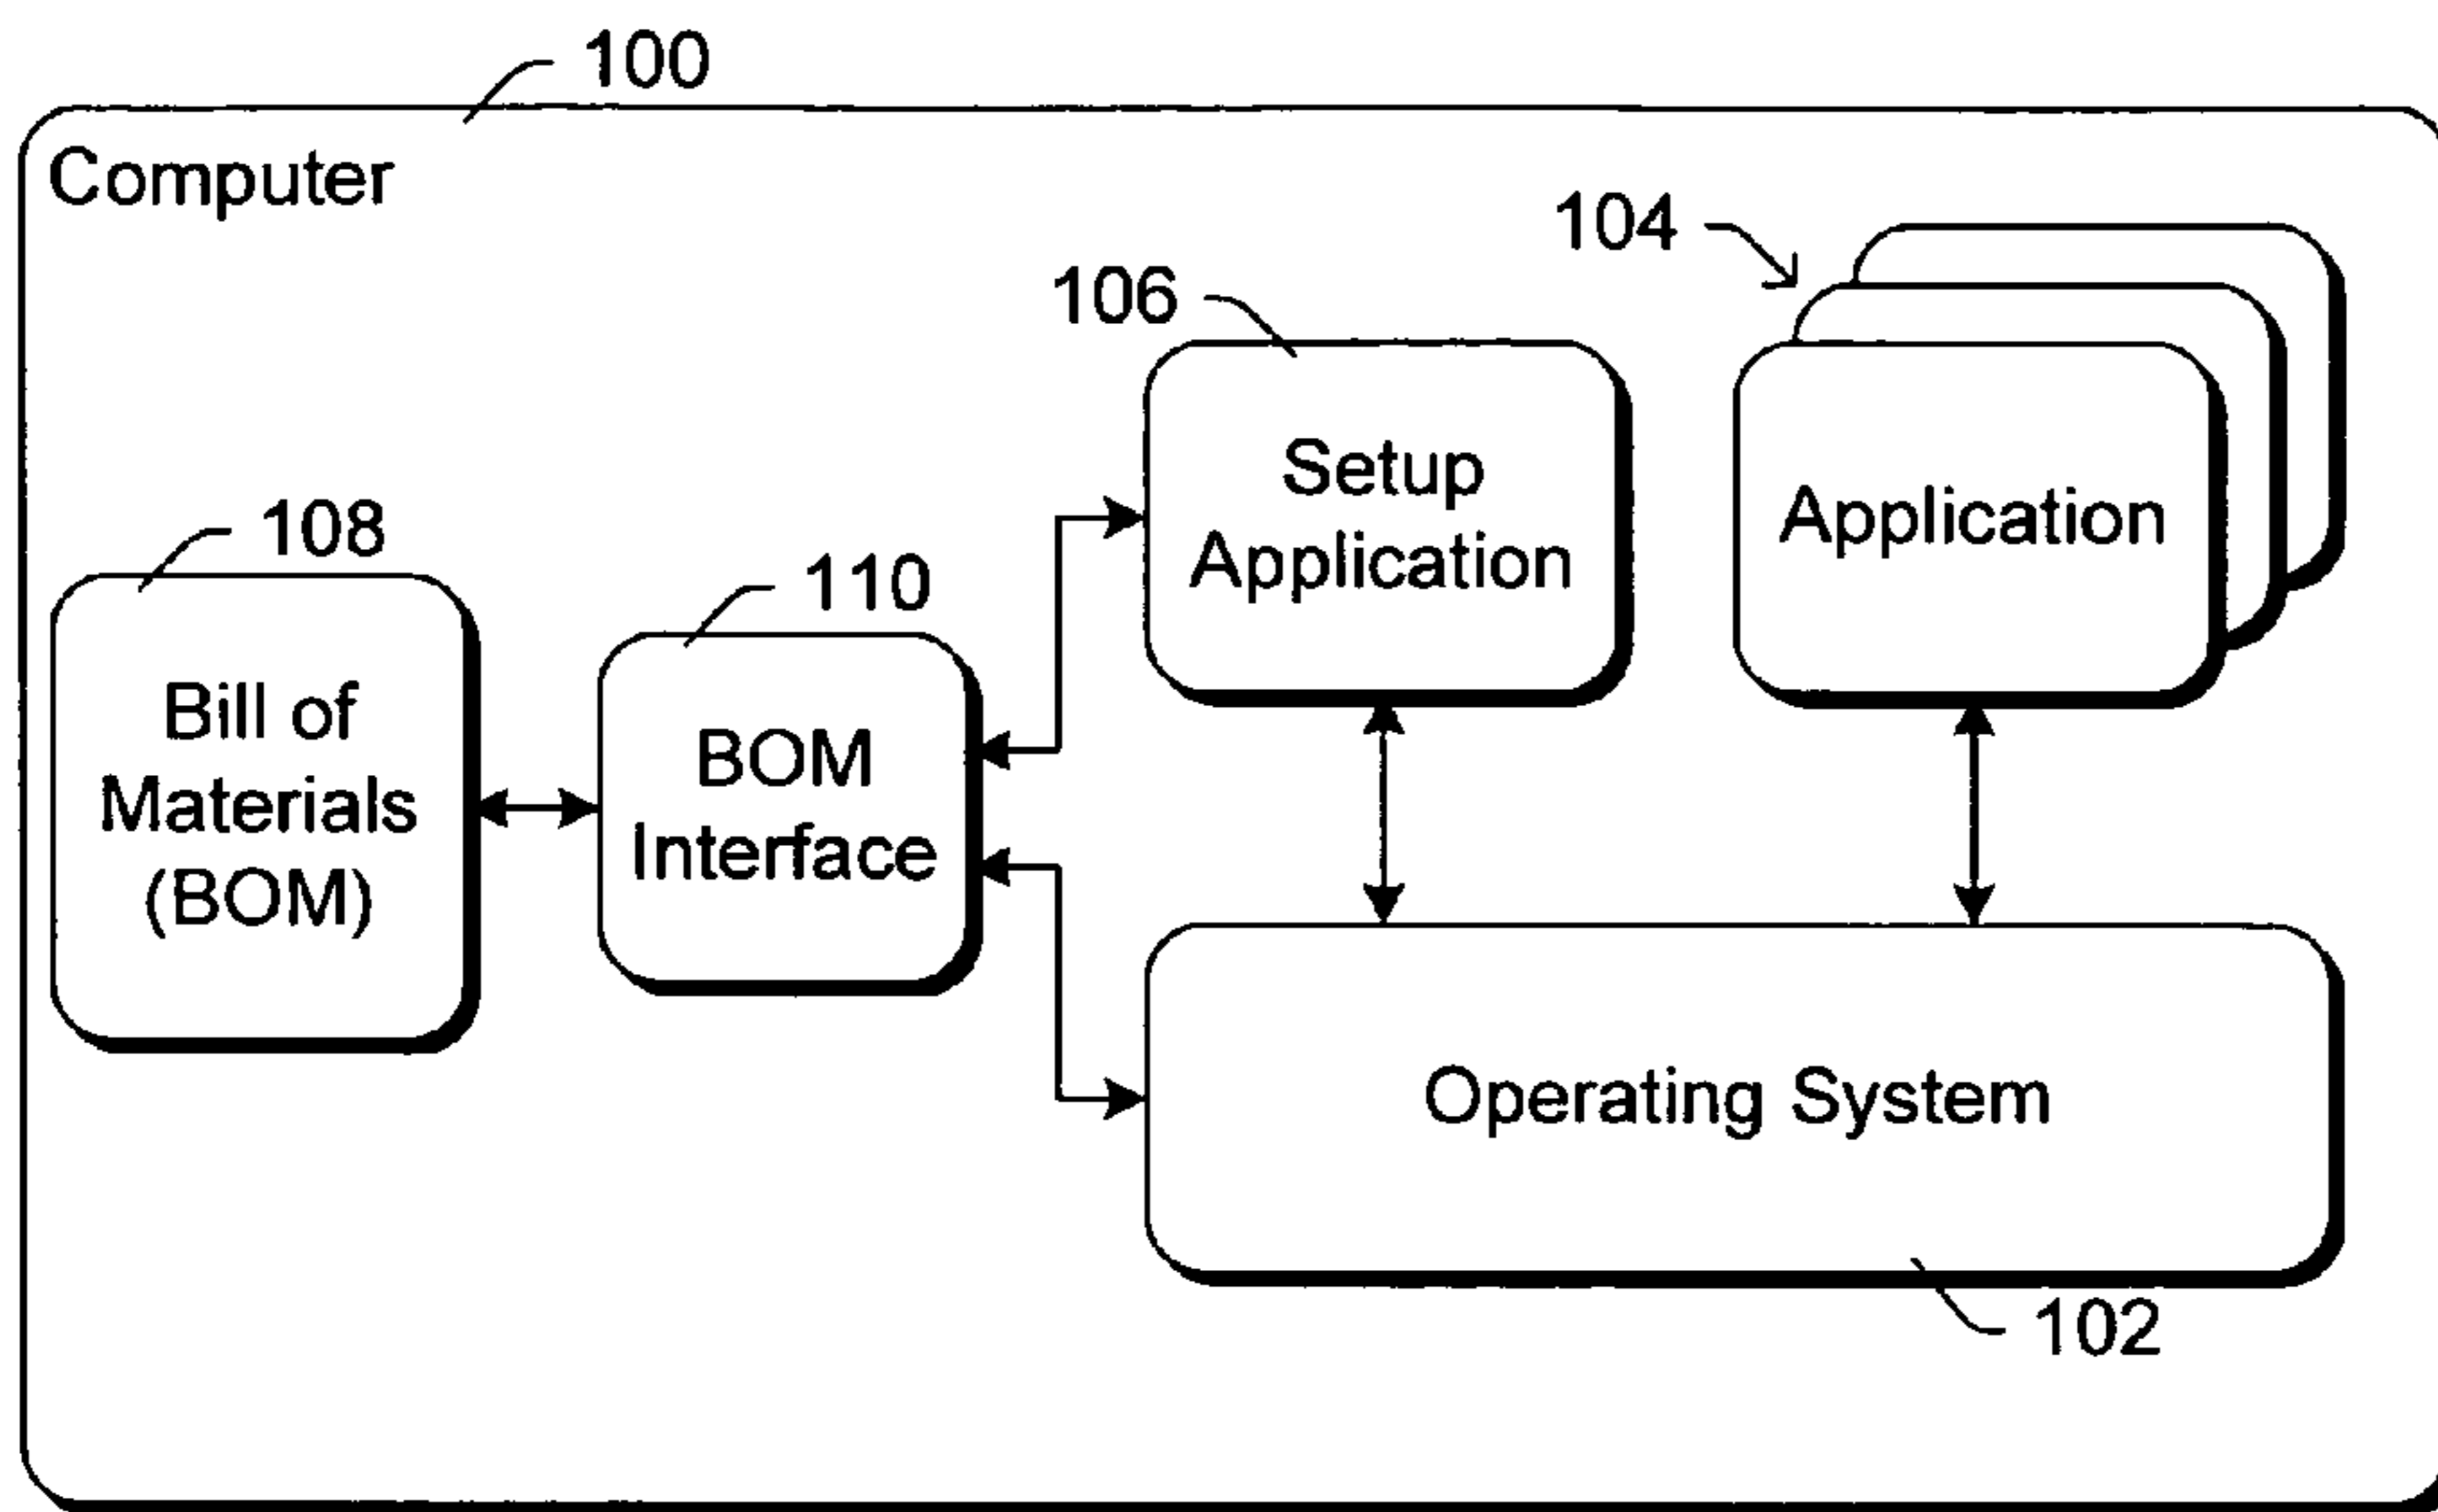 100
Computer
104
106
Setup
Application
Application
108
110
Bill of
Materials
(BOM)
BOM
Interface
Operating System
102